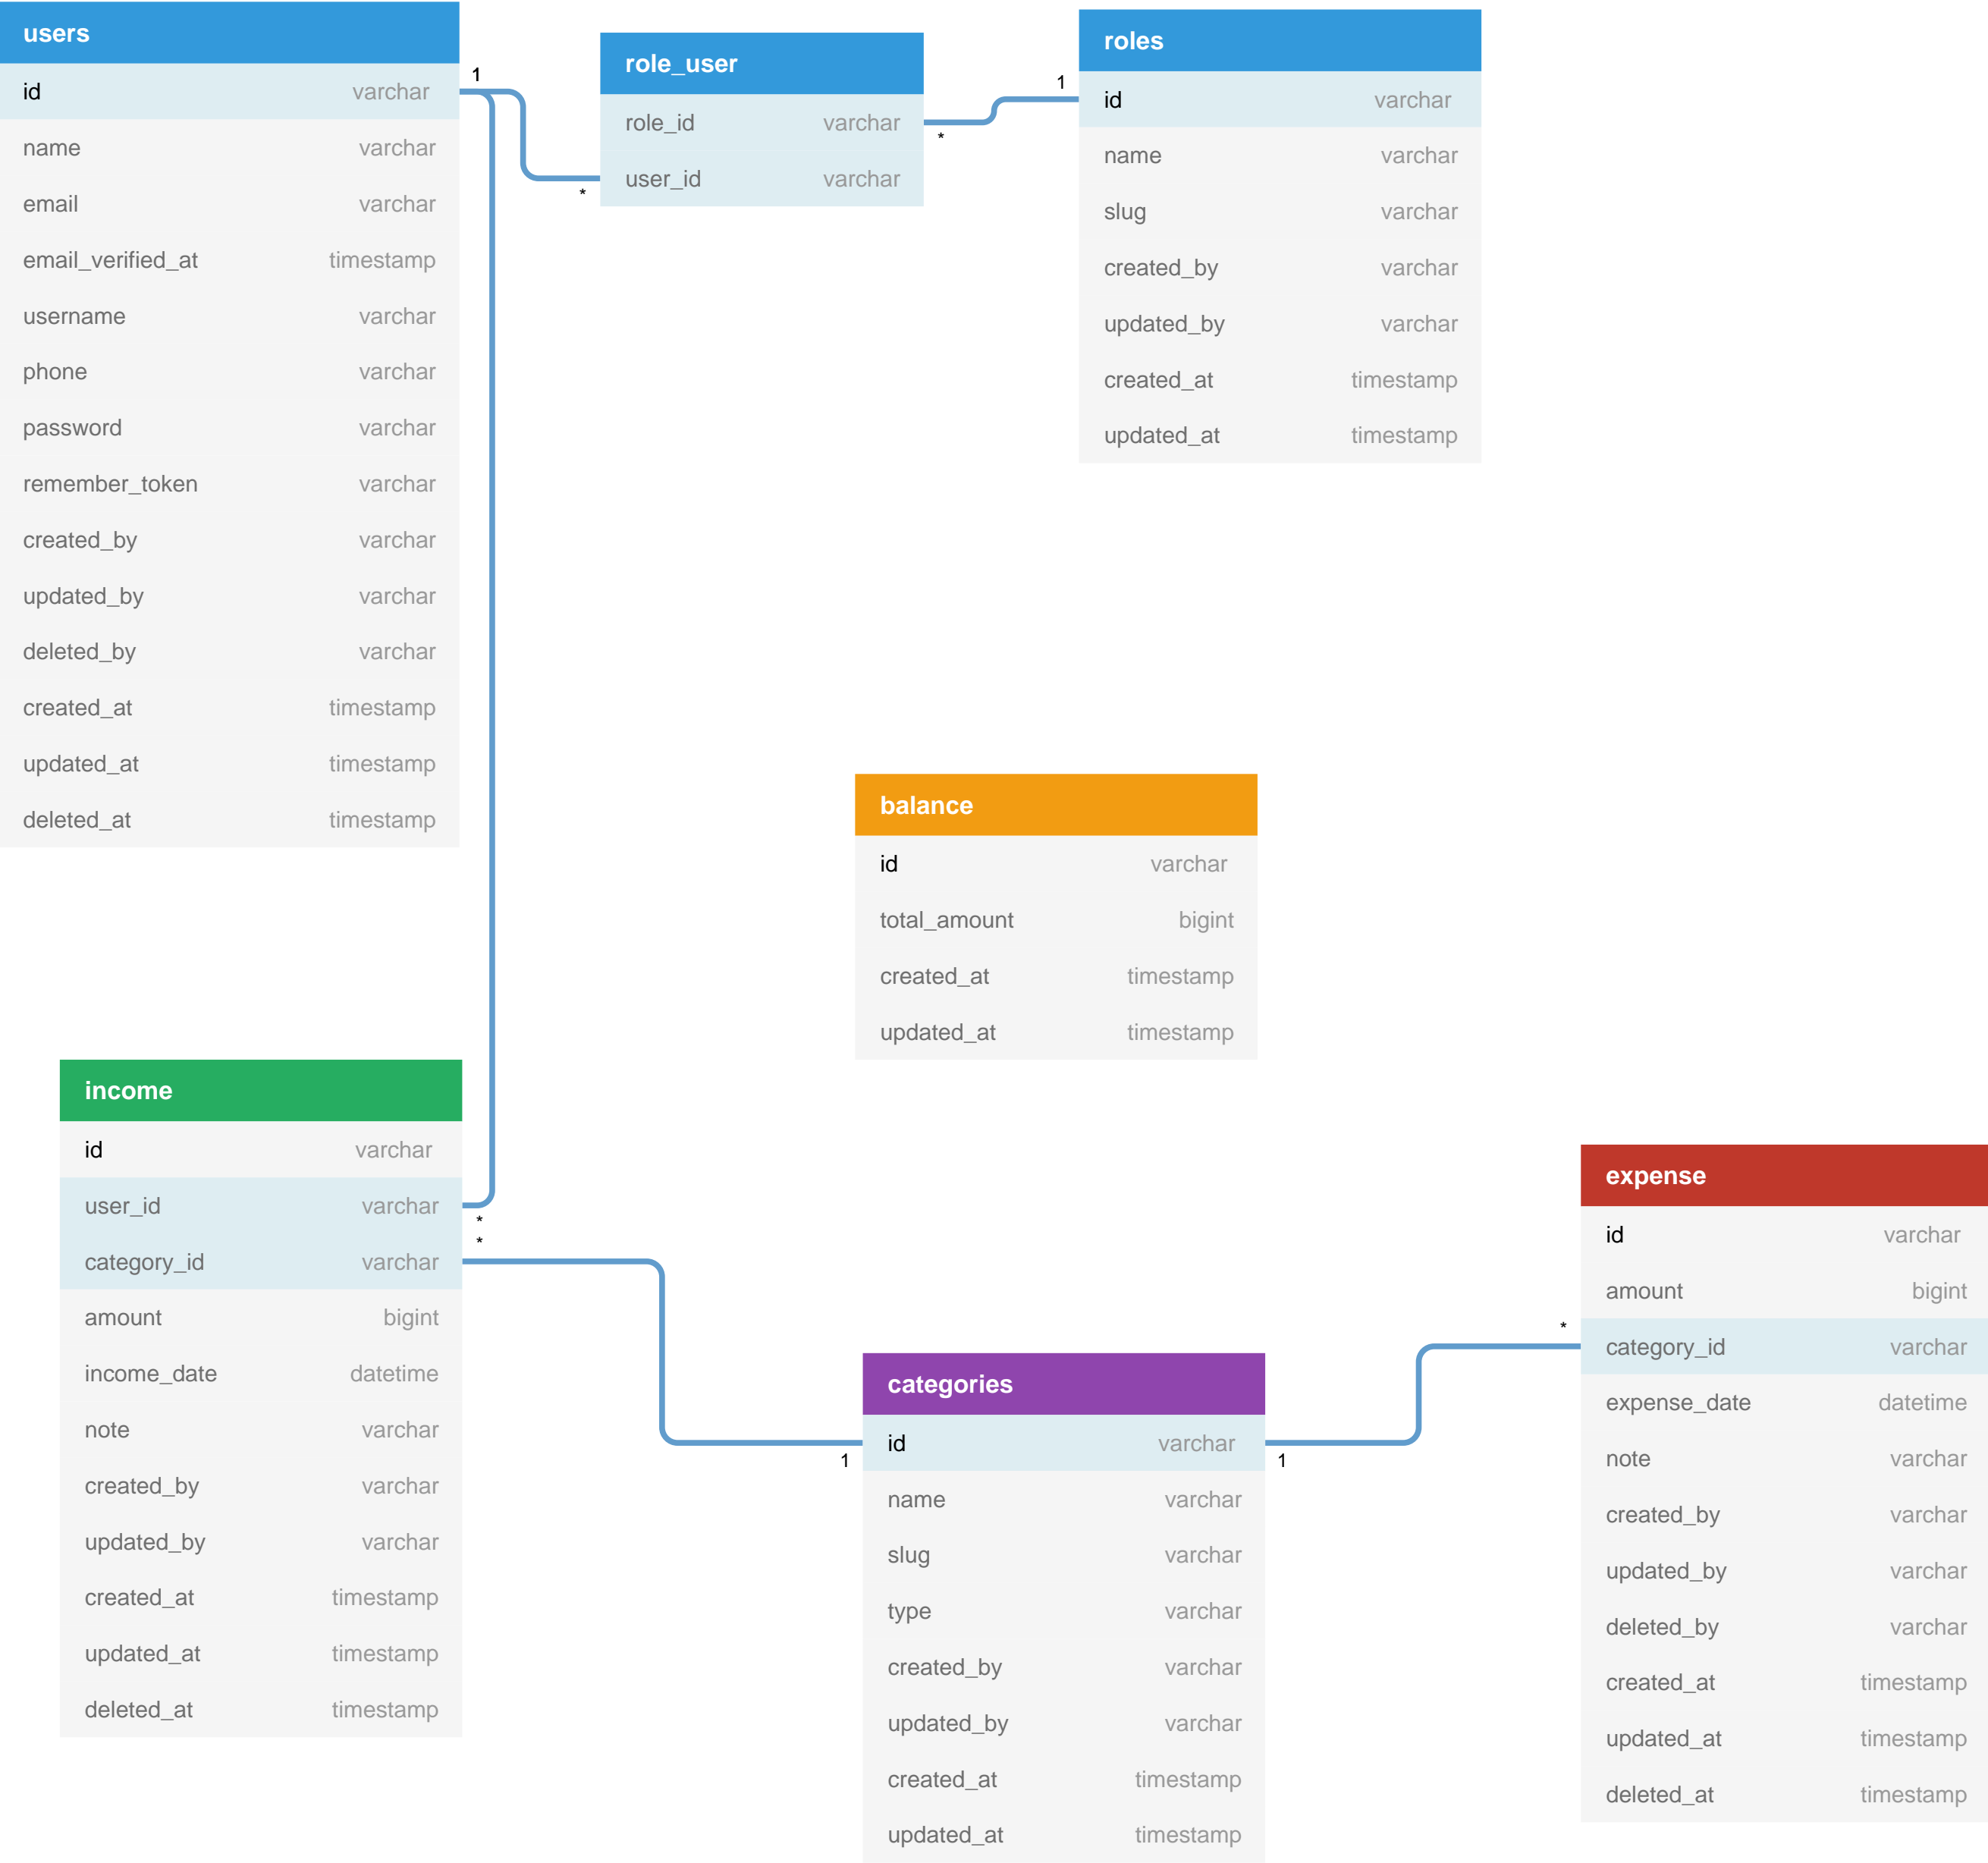 users
id varchar
name varchar
email varchar
email_verified_at timestamp
username varchar
phone varchar
password varchar
remember_token varchar
created_by varchar
updated_by varchar
deleted_by varchar
created_at timestamp
updated_at timestamp
deleted_at timestamp
1
*
role_user
role_id varchar
user_id varchar
*
1
roles
id varchar
name varchar
slug varchar
created_by varchar
updated_by varchar
created_at timestamp
updated_at timestamp
balance
id varchar
total_amount bigint
created_at timestamp
updated_at timestamp
income
id varchar
user_id varchar
category_id varchar
amount bigint
income_date datetime
note varchar
created_by varchar
updated_by varchar
created_at timestamp
updated_at timestamp
deleted_at timestamp
*
*
1
categories
id varchar
name varchar
slug varchar
type varchar
created_by varchar
updated_by varchar
created_at timestamp
updated_at timestamp
1
*
expense
id varchar
amount bigint
category_id varchar
expense_date datetime
note varchar
created_by varchar
updated_by varchar
deleted_by varchar
created_at timestamp
updated_at timestamp
deleted_at timestamp